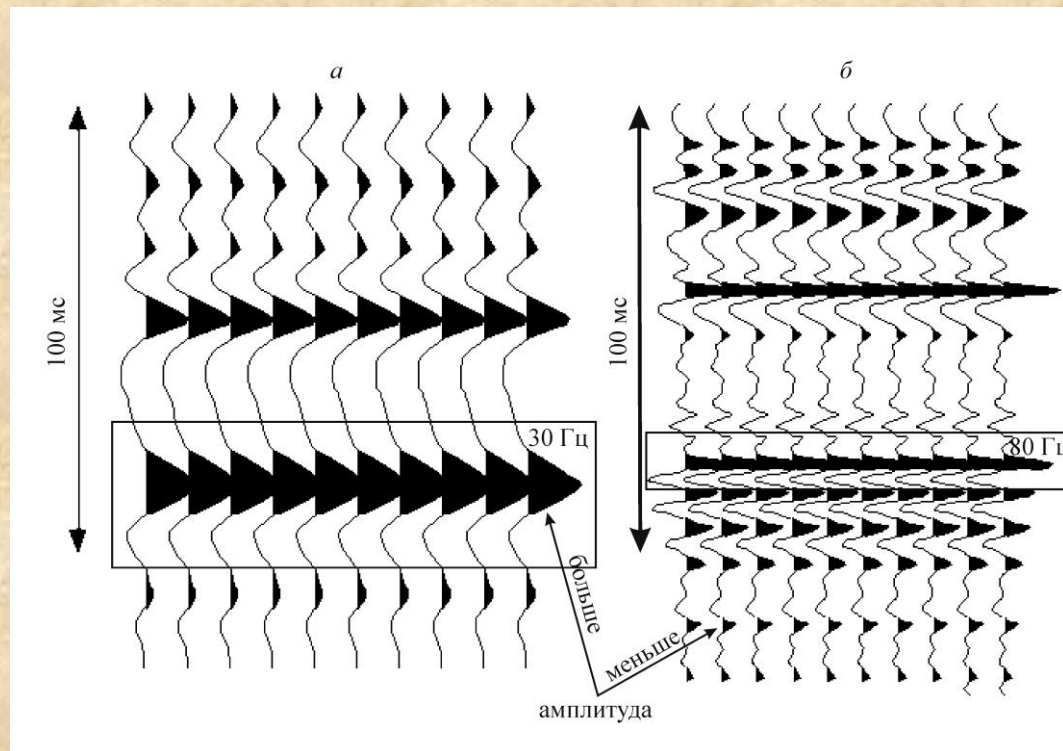 а
б
100 мс
100 мс
30 Гц
80 Гц
больше
меньше
амплитуда